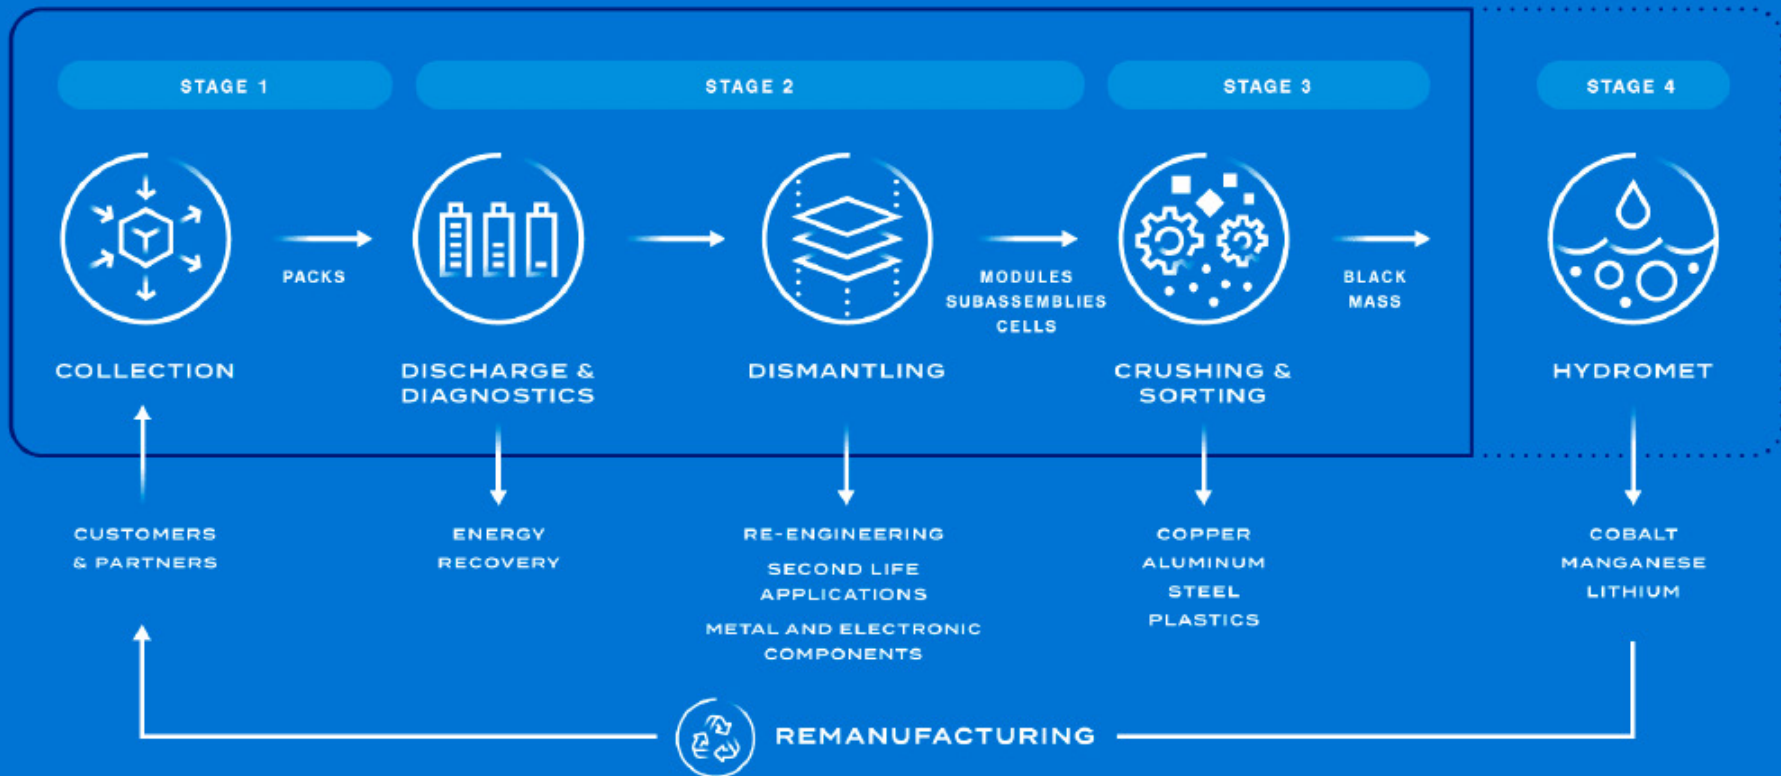 STAGE 1
STAGE 2
STAGE 3
STAGE 4
PACKS
MODULES
SUBASSEMBLIES
CELLS
BLACK
MASS
COLLECTION
DISCHARGE &
DIAGNOSTICS
DISMANTLING
CRUSHING &
SORTING
HYDROMET
CUSTOMERS
& PARTNERS
ENERGY
RECOVERY
RE-ENGINEERING
SECOND LIFE
APPLICATIONS
METAL AND ELECTRONIC
COMPONENTS
COPPER
ALUMINUM
STEEL
PLASTICS
COBALT
MANGANESE
LITHIUM
REMANUFACTURING